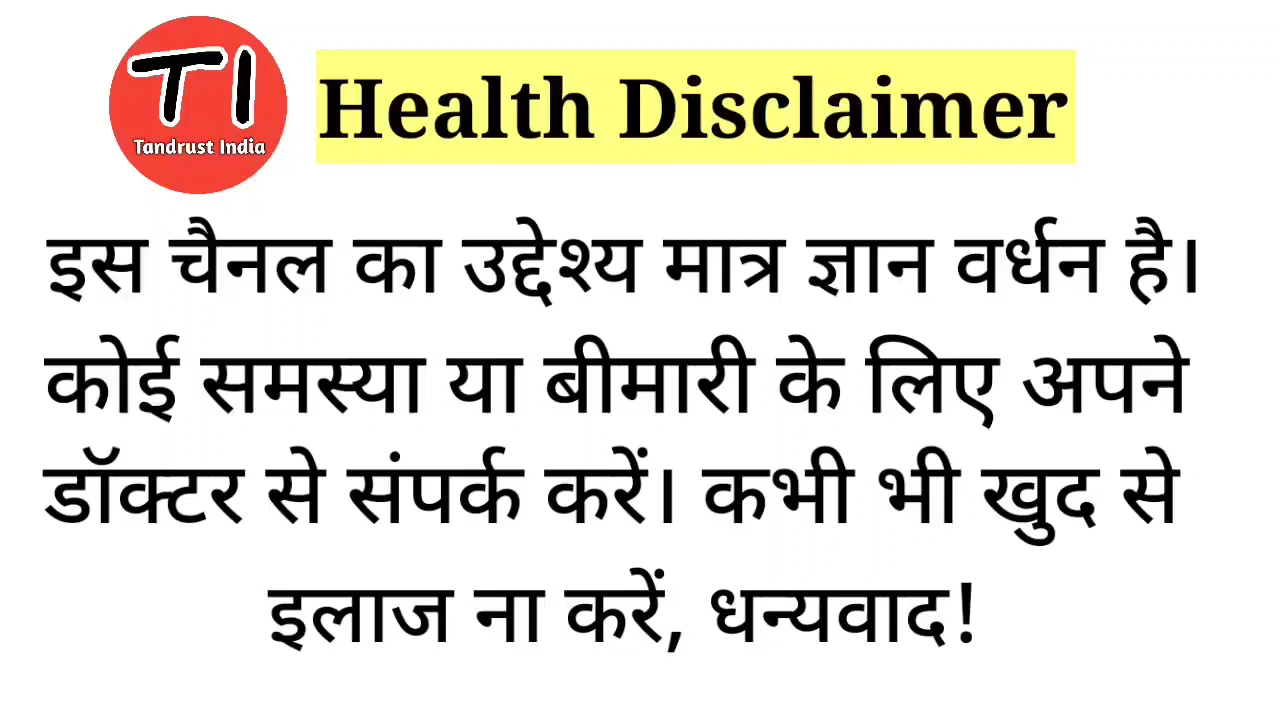 TI
Tandrust India
Health Disclaimer
इस चैनल का उद्देश्य मात्र ज्ञान वर्धन है।
कोई समस्या या बीमारी के लिए अपने
डॉक्टर से संपर्क करें। कभी भी खुद से
इलाज ना करें, धन्यवाद!